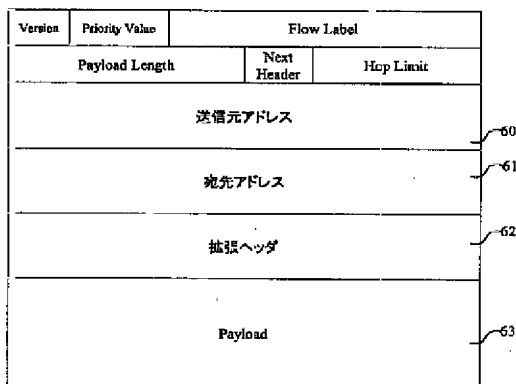 Version Priority Value Flow Label
Payload Length Next Header Hop Limit
送信元アドレス
60
61
宛先アドレス
62
拡張ヘッダ
Payload
63